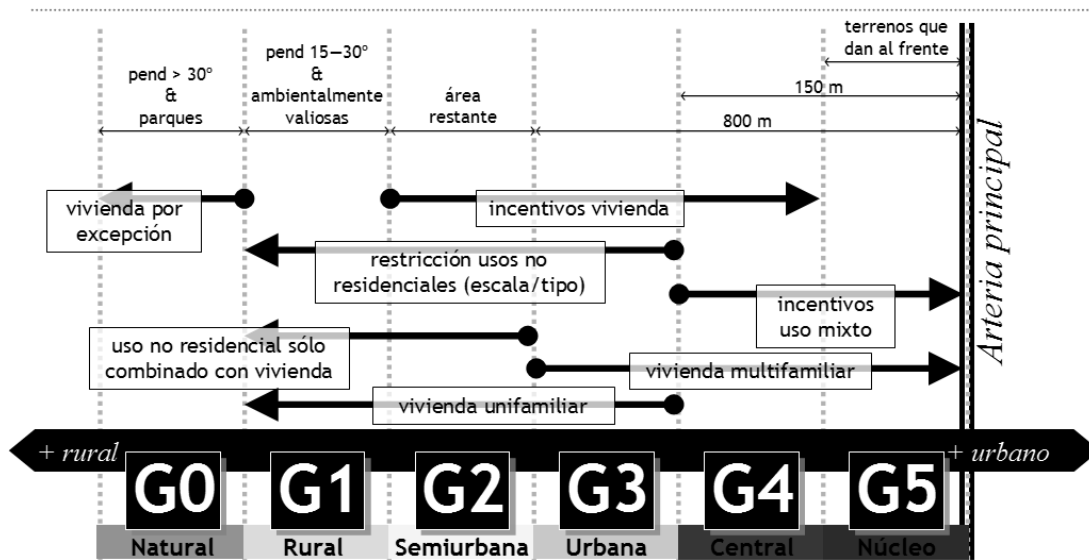 terrenos que
dan al frente
pend > 30º
&
parques
pend 15—30º
&
ambientalmente
valiosas
área
restante
150 m
800 m
Arteria principal
vivienda por
excepción
incentivos vivienda
restricción usos no
residenciales (escala/tipo)
incentivos
uso mixto
uso no residencial sólo
combinado con vivienda
vivienda multifamiliar
vivienda unifamiliar
+ rural
+ urbano
G0 G1 G2 G3 G4 G5
Natural Rural Semiurbana Urbana Central Núcleo